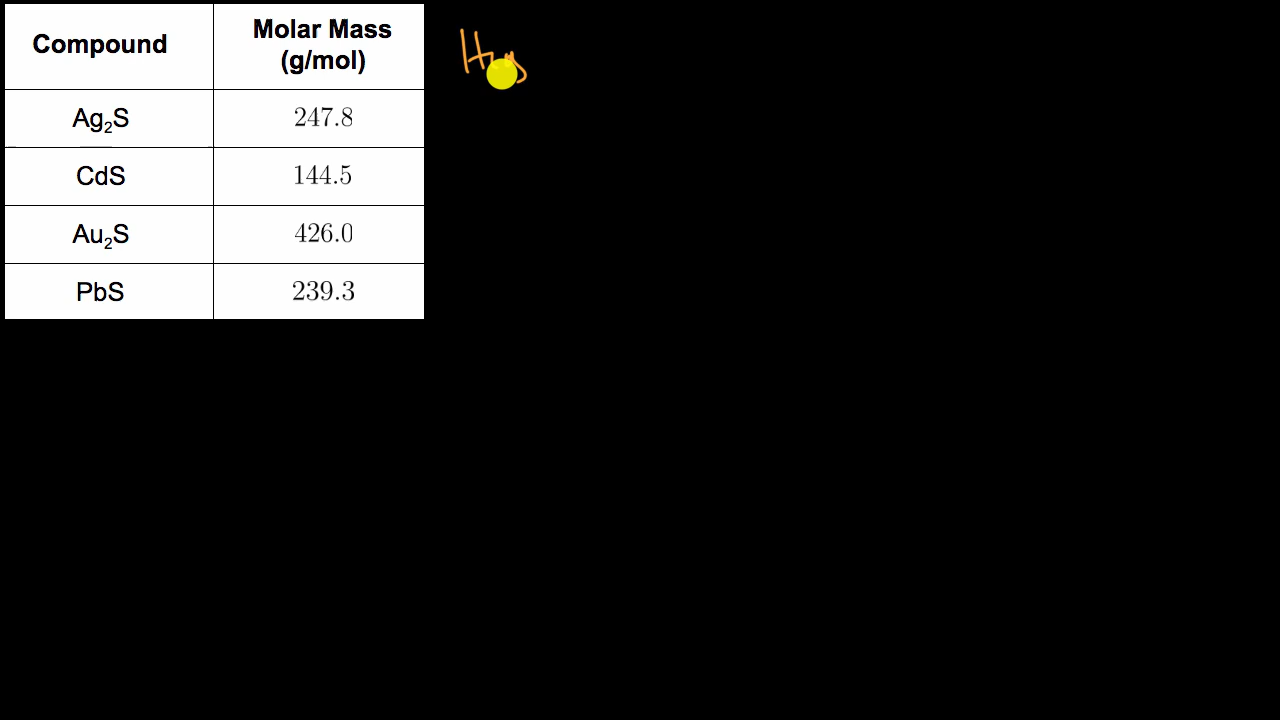 Compound Molar Mass (g/mol)
Ag₂S 247.8
CdS 144.5
Au₂S 426.0
PbS 239.3